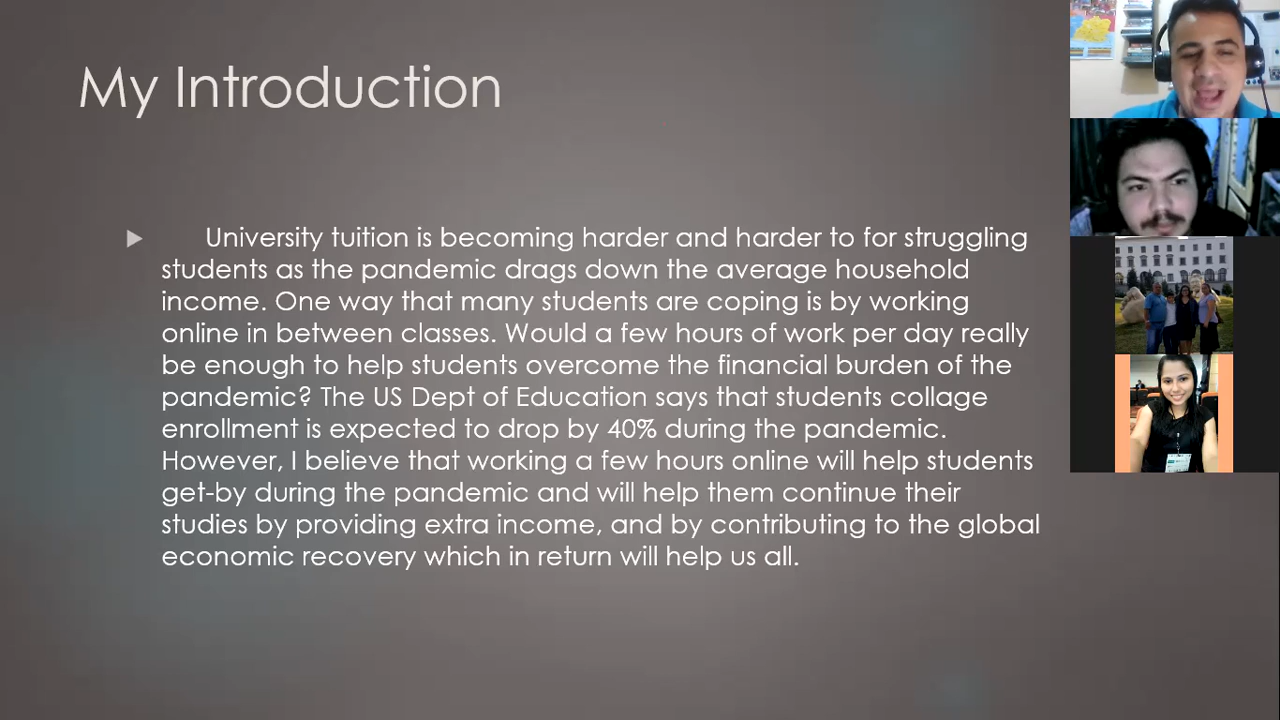 My Introduction
University tuition is becoming harder and harder to for struggling
students as the pandemic drags down the average household
income. One way that many students are coping is by working
online in between classes. Would a few hours of work per day really
be enough to help students overcome the financial burden of the
pandemic? The US Dept of Education says that students collage
enrollment is expected to drop by 40% during the pandemic.
However, I believe that working a few hours online will help students
get-by during the pandemic and will help them continue their
studies by providing extra income, and by contributing to the global
economic recovery which in return will help us all.